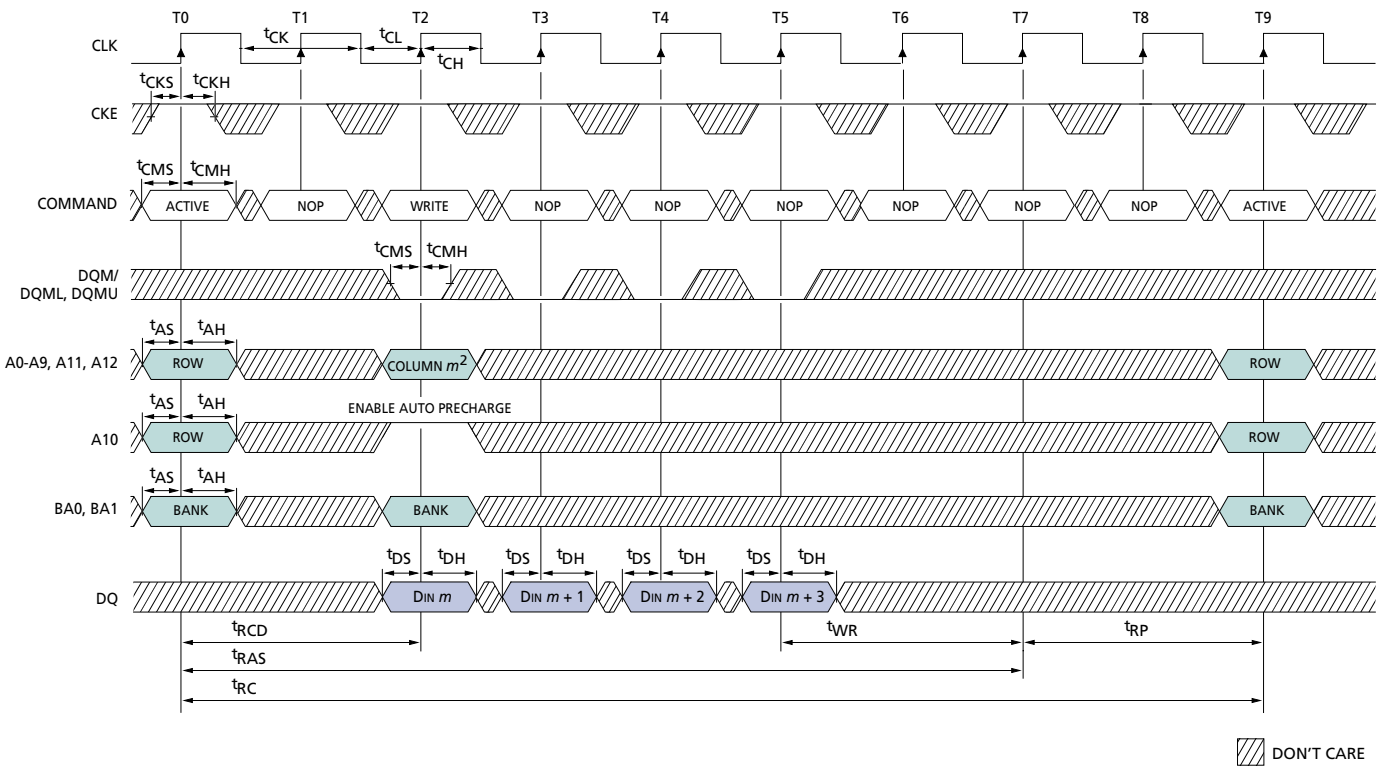 T0 T1 T2 T3 T4 T5 T6 T7 T8 T9
CLK tCK tCL tCH
tCKS tCKH
CKE
tCMS tCMH
COMMAND ACTIVE NOP WRITE NOP NOP NOP NOP NOP NOP ACTIVE
tCMS tCMH
DQM/
DQML, DQMU
tAS tAH
A0-A9, A11, A12 ROW COLUMN m2 ROW
ENABLE AUTO PRECHARGE
tAS tAH
A10 ROW ROW
tAS tAH
BA0, BA1 BANK BANK BANK
tDS tDH tDS tDH tDS tDH tDS tDH
DQ DIN m DIN m + 1 DIN m + 2 DIN m + 3
tRCD tWR tRP
tRAS
tRC
DON'T CARE